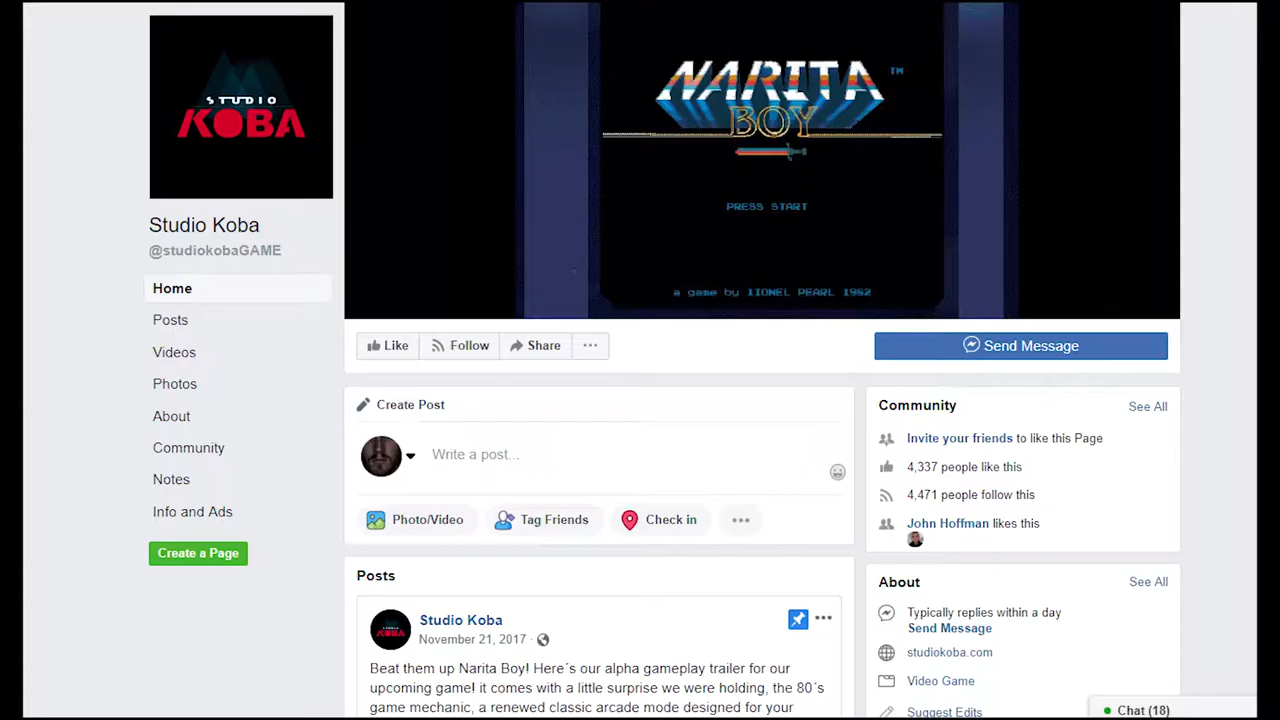 STUDIO
KOBA
NARITA ™
BOY
PRESS START
a game by LIONEL PEARL 1982
Studio Koba
@studiokobaGAME
Home
Posts
Videos
Photos
About
Community
Notes
Info and Ads
Create a Page
Like
Follow
Share
Send Message
Create Post
Write a post...
Photo/Video
Tag Friends
Check in
Posts
Studio Koba
November 21, 2017 ·
Beat them up Narita Boy! Here´s our alpha gameplay trailer for our
upcoming game! it comes with a little surprise we were holding, the 80´s
game mechanic, a renewed classic arcade mode designed for your
Community
See All
Invite your friends to like this Page
4,337 people like this
4,471 people follow this
John Hoffman likes this
About
See All
Typically replies within a day
Send Message
studiokoba.com
Video Game
Suggest Edits
Chat (18)